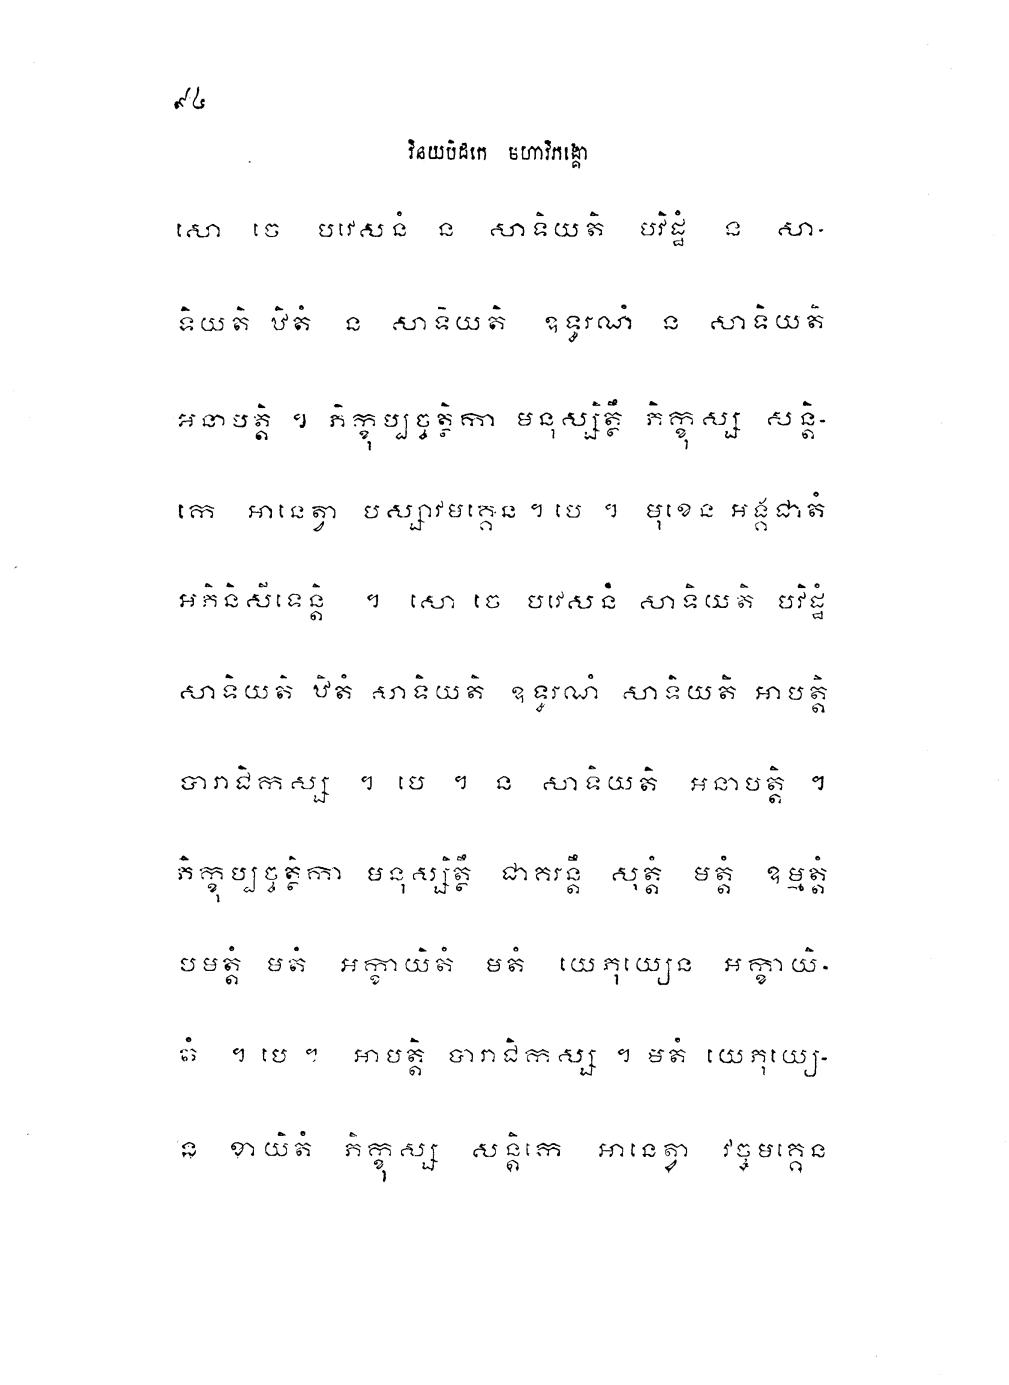 ៩៤
វិនយបិដកេ មហាវិភង្គោ
សោ ចេ បវេសនំ ន សាទិយតិ បវិដ្ឋំ ន សា-
ទិយតិ ឋិតំ ន សាទិយតិ ឧទ្ធរណំ ន សាទិយតិ
អនាបត្តិ ។ ភិក្ខុប្បច្ចត្ថិកា មនុស្សិត្ថឹ ភិក្ខុស្ស សន្តិ-
កេ អានេត្វា បស្សាវមគ្គេន ។ បេ ។ មុខេន អង្គជាតំ
អភិនិសីទេន្តិ ។ សោ ចេ បវេសនំ សាទិយតិ បវិដ្ឋំ
សាទិយតិ ឋិតំ សាទិយតិ ឧទ្ធរណំ សាទិយតិ អាបត្តិ
បារាជិកស្ស ។ បេ ។ ន សាទិយតិ អនាបត្តិ ។
ភិក្ខុប្បច្ចត្ថិកា មនុស្សិត្ថឹ ជាគរន្តឹ សុត្តំ មត្តំ ឧម្មត្តំ
បមត្តំ មតំ អក្ខាយិតំ មតំ យេភុយ្យេន អក្ខាយិ-
តំ ។ បេ ។ អាបត្តិ បារាជិកស្ស ។ មតំ យេភុយ្យេ-
ន ខាយិតំ ភិក្ខុស្ស សន្តិកេ អានេត្វា វច្ចមគ្គេន